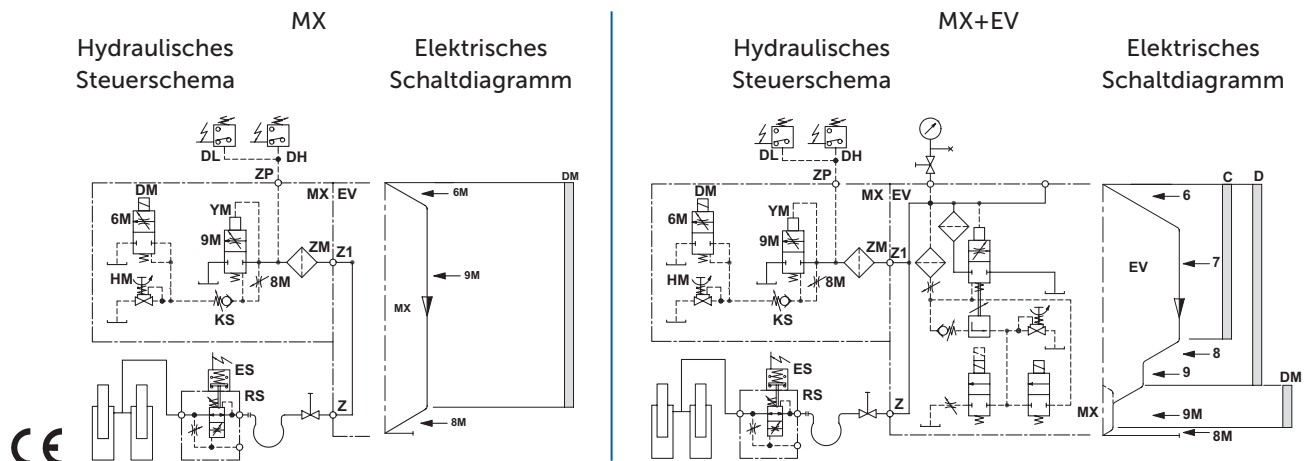 MX
Hydraulisches
Steuerschema
Elektrisches
Schaltdiagramm
DL
DH
ZP
DM
6M
YM
9M
HM
KS
8M
ZM
MX
EV
Z1
ES
RS
Z
6M
9M
MX
8M
DM
CE
MX+EV
Hydraulisches
Steuerschema
Elektrisches
Schaltdiagramm
DL
DH
ZP
DM
6M
YM
9M
HM
KS
8M
ZM
MX
EV
Z1
ES
RS
Z
C
D
6
EV
7
8
9
DM
MX
9M
8M